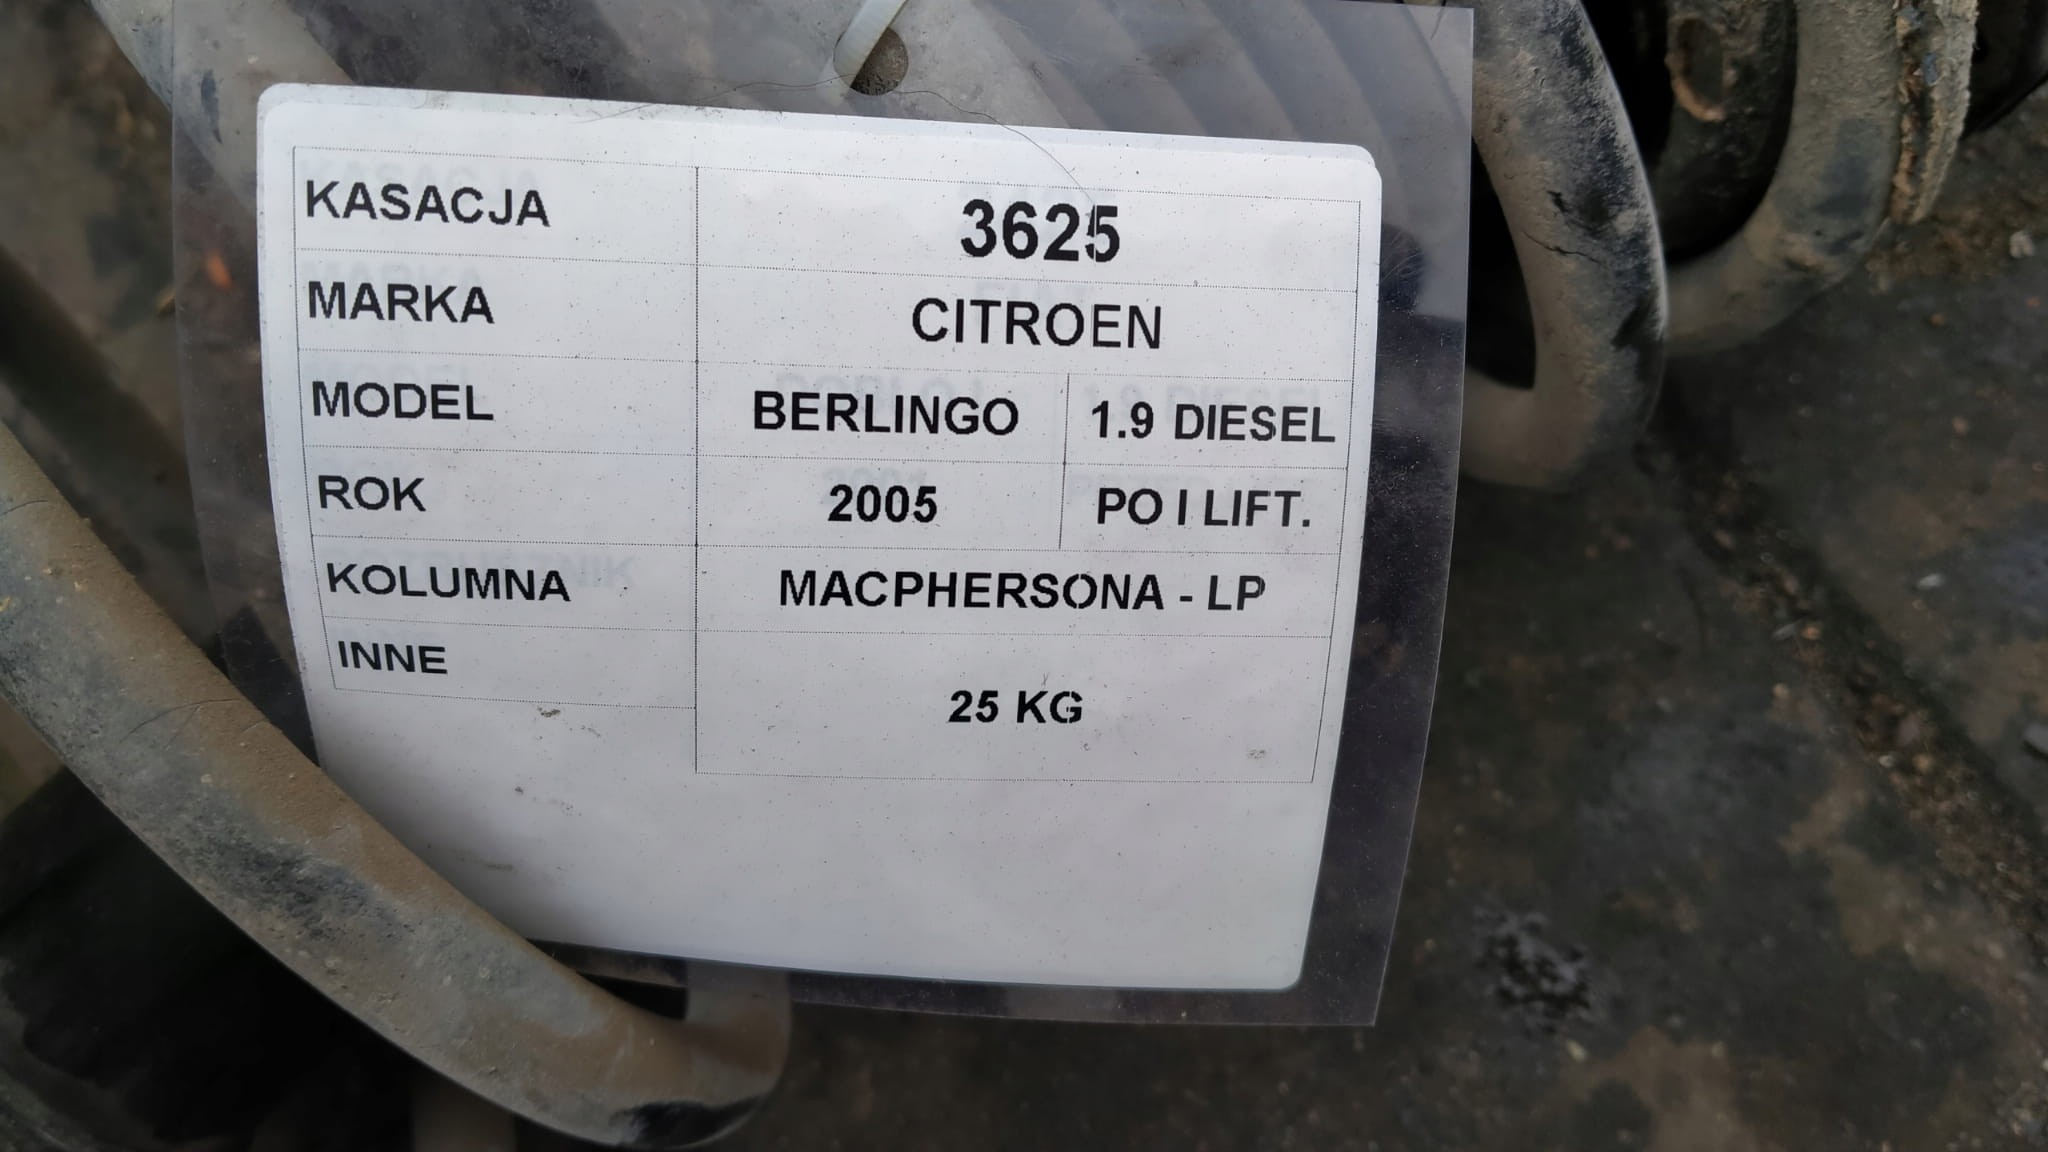 KASACJA 3625
MARKA CITROEN
MODEL BERLINGO 1.9 DIESEL
ROK 2005 PO I LIFT.
KOLUMNA MACPHERSONA - LP
INNE
25 KG